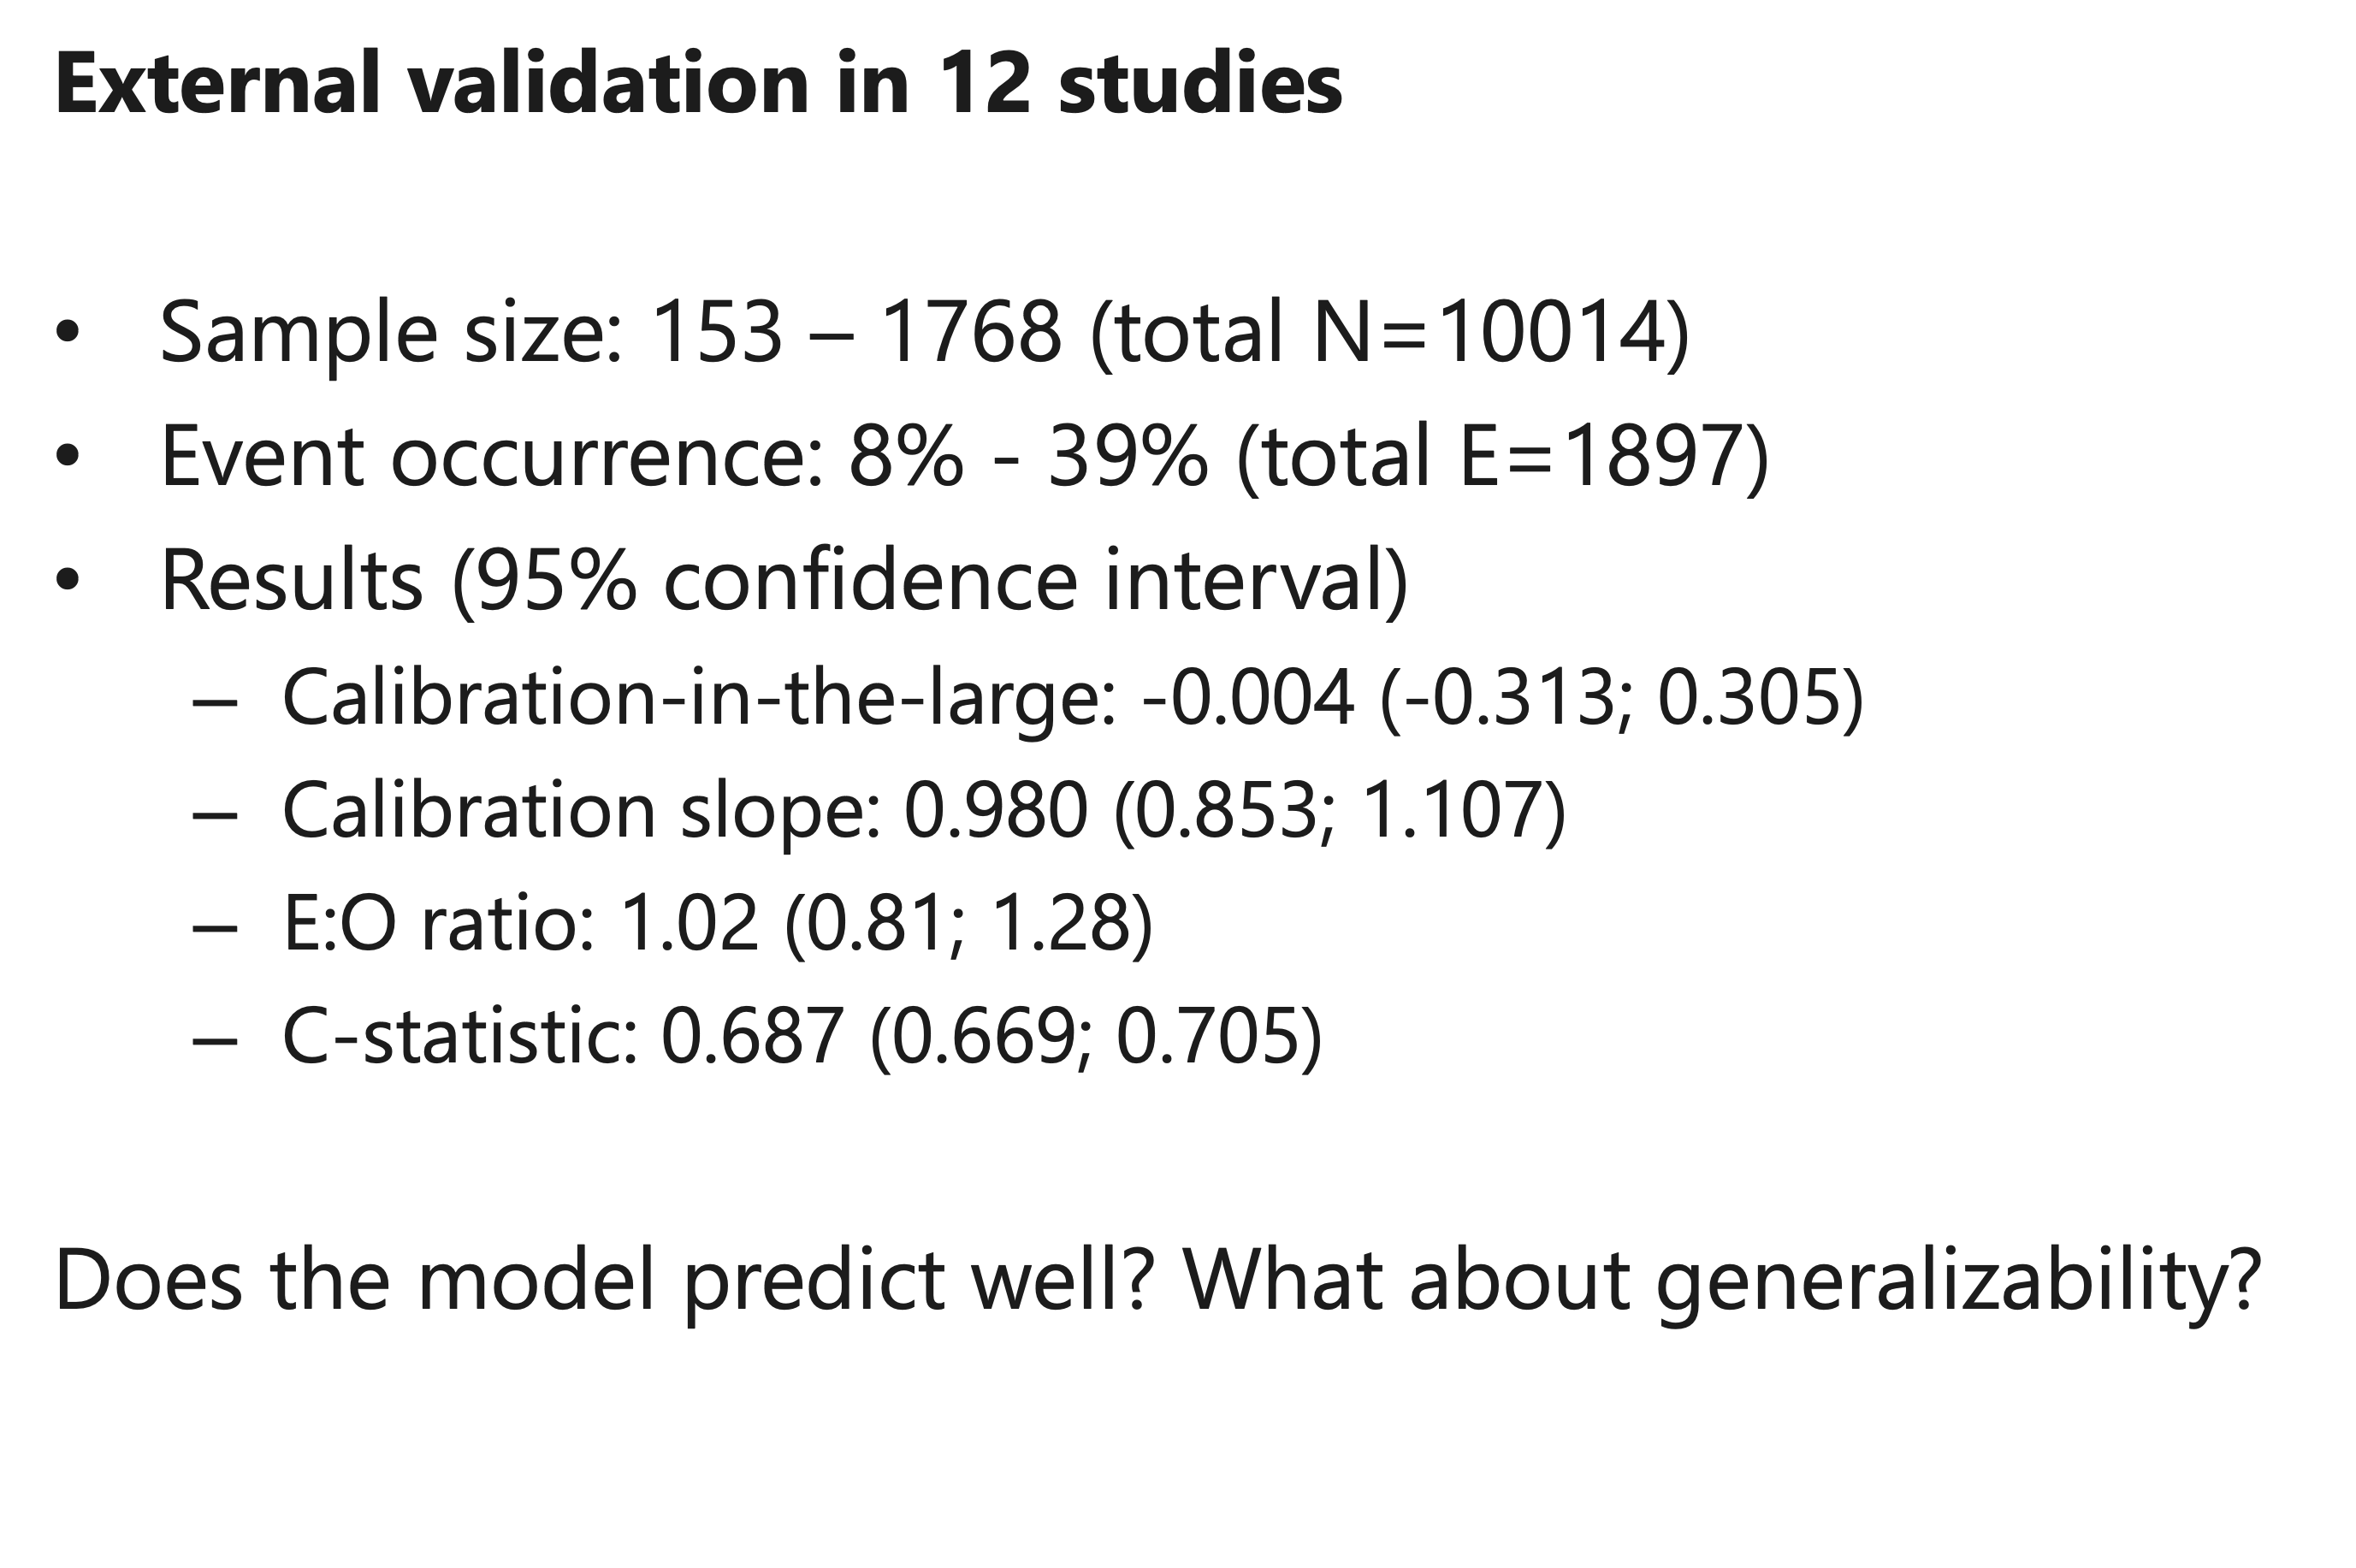 External validation in 12 studies
• Sample size: 153 – 1768 (total N=10014)
• Event occurrence: 8% - 39% (total E=1897)
• Results (95% confidence interval)
– Calibration-in-the-large: -0.004 (-0.313; 0.305)
– Calibration slope: 0.980 (0.853; 1.107)
– E:O ratio: 1.02 (0.81; 1.28)
– C-statistic: 0.687 (0.669; 0.705)
Does the model predict well? What about generalizability?